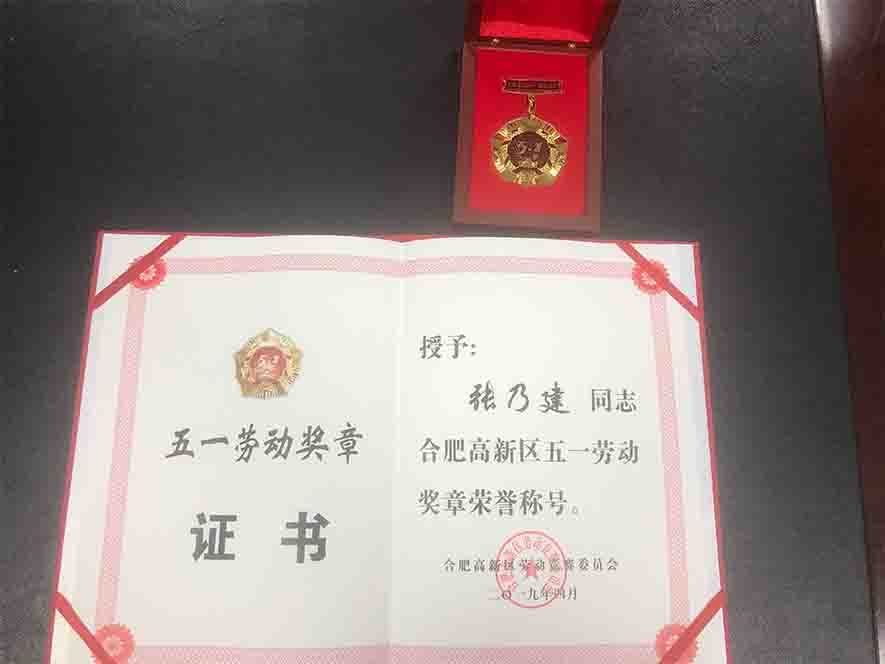 五一劳动奖章
证书
授予:
张乃建 同志
合肥高新区五一劳动
奖章荣誉称号。
合肥高新区劳动竞赛委员会
二〇一九年四月